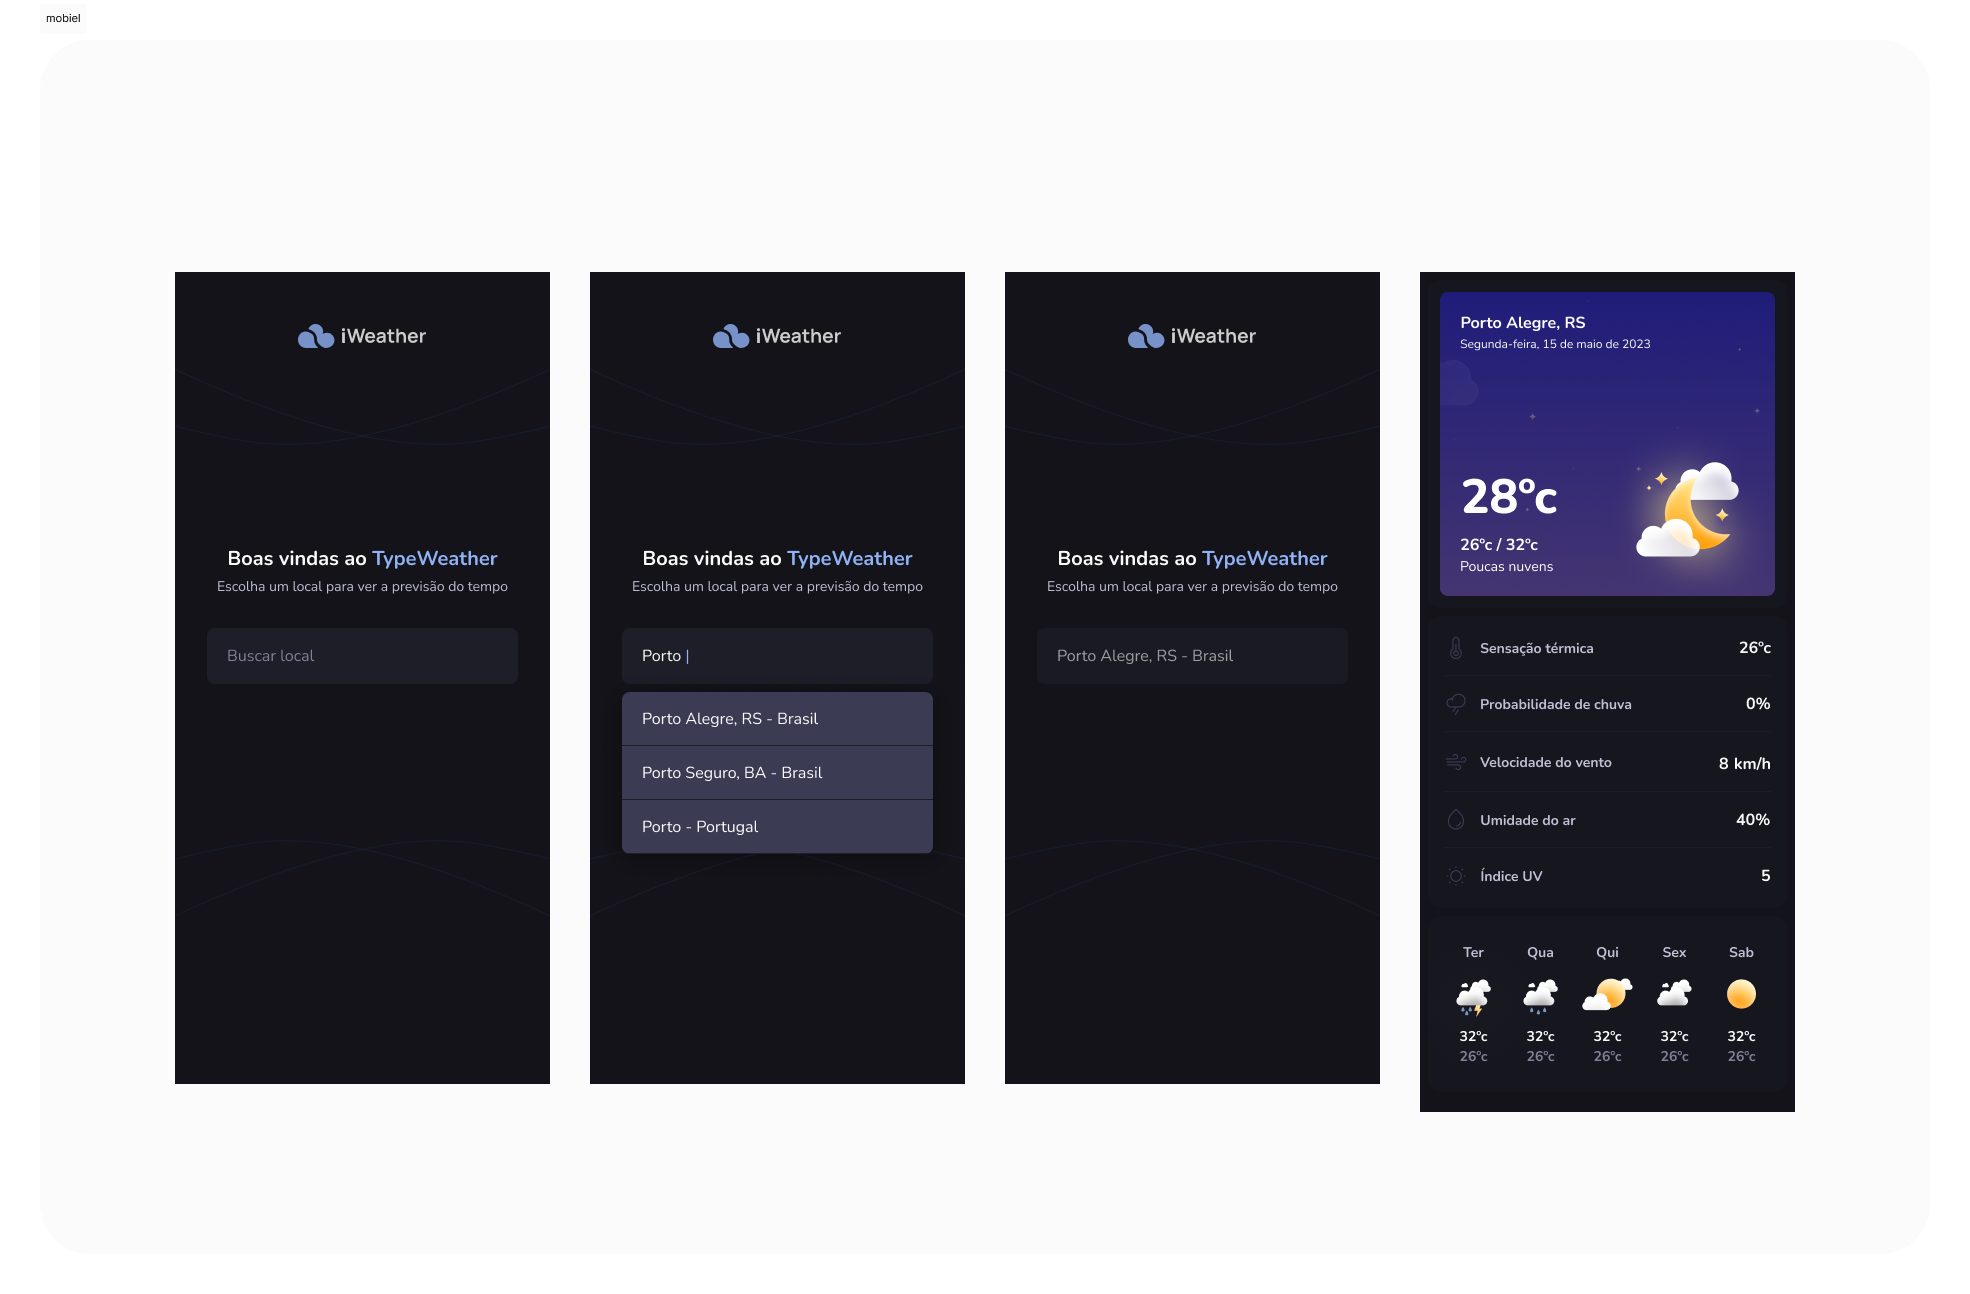 mobiel
iWeather
Boas vindas ao TypeWeather
Escolha um local para ver a previsão do tempo
Buscar local
iWeather
Boas vindas ao TypeWeather
Escolha um local para ver a previsão do tempo
Porto |
Porto Alegre, RS - Brasil
Porto Seguro, BA - Brasil
Porto - Portugal
iWeather
Boas vindas ao TypeWeather
Escolha um local para ver a previsão do tempo
Porto Alegre, RS - Brasil
Porto Alegre, RS
Segunda-feira, 15 de maio de 2023
28ºc
26ºc / 32ºc
Poucas nuvens
Sensação térmica 26ºc
Probabilidade de chuva 0%
Velocidade do vento 8 km/h
Umidade do ar 40%
Índice UV 5
Ter Qua Qui Sex Sab
32ºc 32ºc 32ºc 32ºc 32ºc
26ºc 26ºc 26ºc 26ºc 26ºc